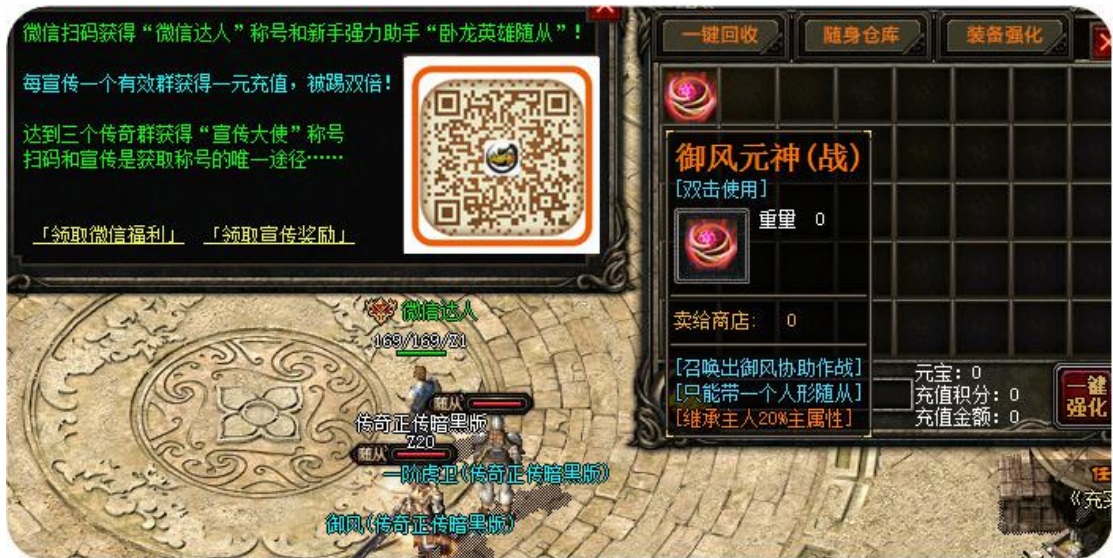 微信扫码获得“微信达人”称号和新手强力助手“卧龙英雄随从”！
每宣传一个有效群获得一元充值，被踢双倍！
达到三个传奇群获得“宣传大使”称号
扫码和宣传是获取称号的唯一途径……
「领取微信福利」 「领取宣传奖励」
一键回收 随身仓库 装备强化
御风元神(战)
[双击使用]
重量 0
卖给商店： 0
[召唤出御风协助作战]
[只能带一个人形随从]
[继承主人20%主属性]
元宝：0
充值积分：0
充值金额：0
一键
强化
微信达人
169/169/Z1
随从
传奇正传暗黑版
Z20
随从
一阶虎卫(传奇正传暗黑版)
御风(传奇正传暗黑版)